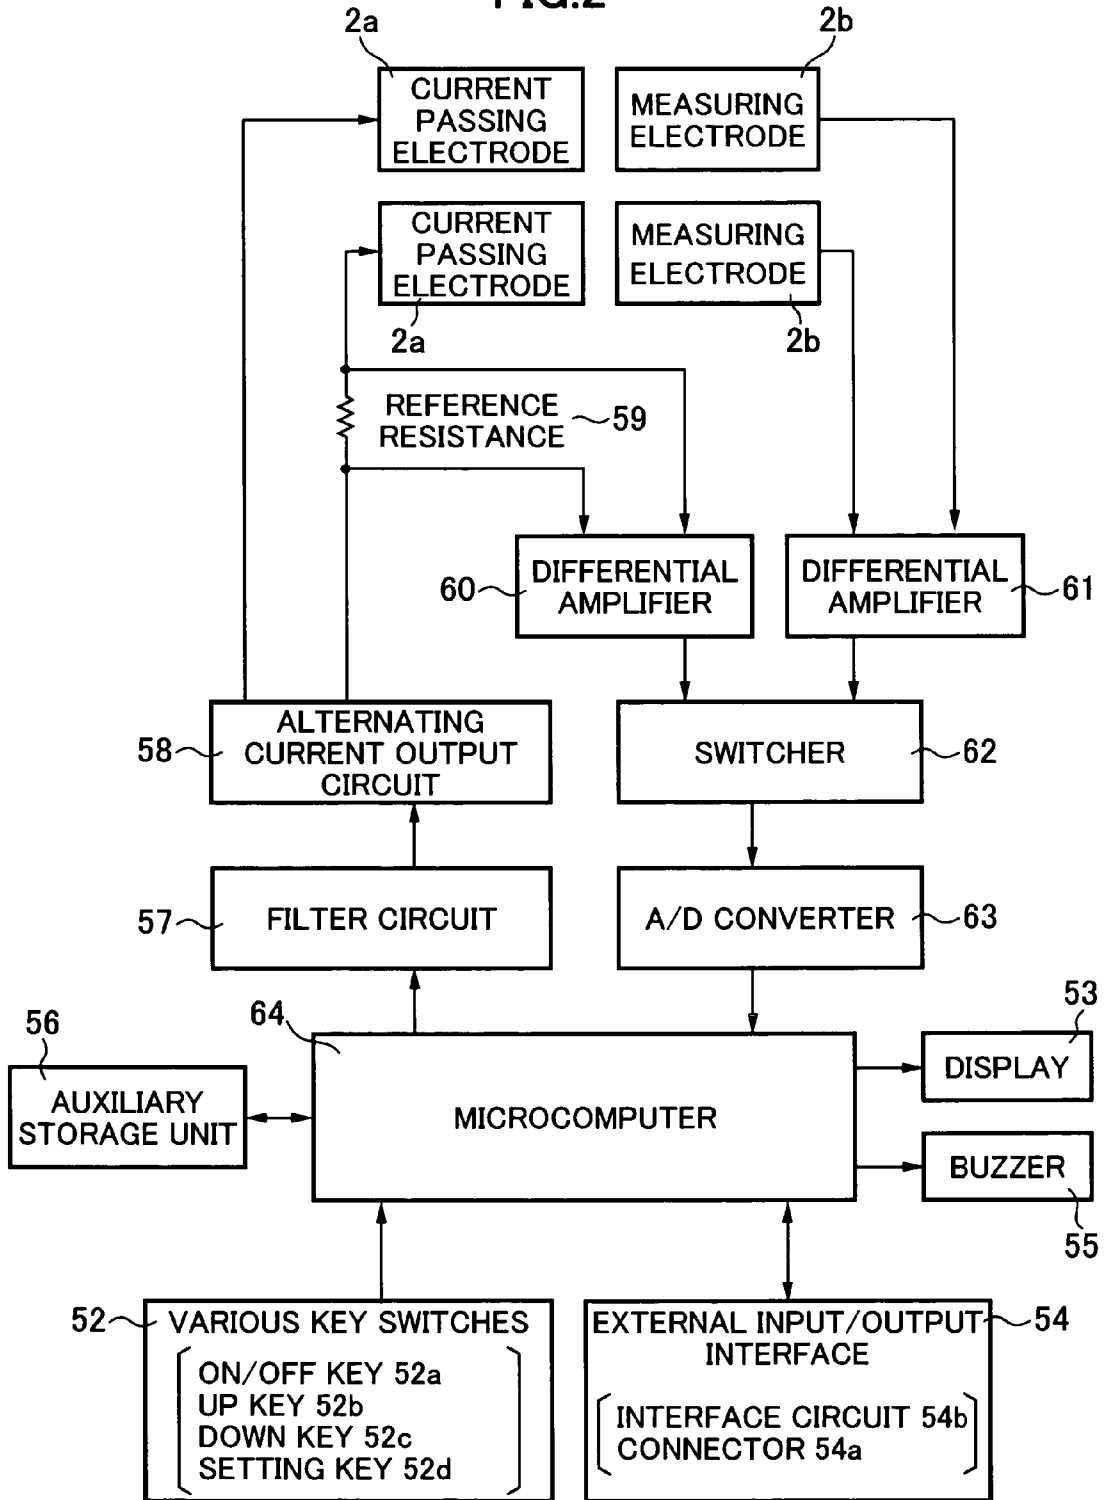 FIG.2
2a
2b
CURRENT
PASSING
ELECTRODE
MEASURING
ELECTRODE
CURRENT
PASSING
ELECTRODE
MEASURING
ELECTRODE
2a
2b
REFERENCE
RESISTANCE
59
60
DIFFERENTIAL
AMPLIFIER
DIFFERENTIAL
AMPLIFIER
61
58
ALTERNATING
CURRENT OUTPUT
CIRCUIT
SWITCHER
62
57
FILTER CIRCUIT
A/D CONVERTER
63
56
64
53
AUXILIARY
STORAGE UNIT
MICROCOMPUTER
DISPLAY
BUZZER
55
52
VARIOUS KEY SWITCHES
ON/OFF KEY 52a
UP KEY 52b
DOWN KEY 52c
SETTING KEY 52d
EXTERNAL INPUT/OUTPUT
INTERFACE
54
INTERFACE CIRCUIT 54b
CONNECTOR 54a